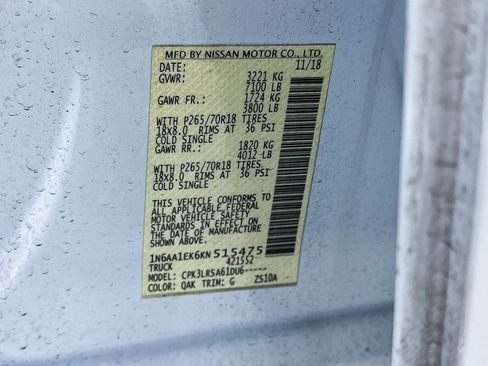 MFD BY NISSAN MOTOR CO., LTD.
DATE: 11/18
GVWR: 3221 KG
7100 LB
GAWR FR.: 1724 KG
3800 LB
WITH P265/70R18 TIRES
18x8.0 RIMS AT 36 PSI
COLD SINGLE
GAWR RR.: 1820 KG
4012 LB
WITH P265/70R18 TIRES
18x8.0 RIMS AT 36 PSI
COLD SINGLE
THIS VEHICLE CONFORMS TO
ALL APPLICABLE FEDERAL
MOTOR VEHICLE SAFETY
STANDARDS IN EFFECT ON
THE DATE OF MANUFACTURE
SHOWN ABOVE.
1N6AA1EK6KN 515475
TRUCK 421552
MODEL: CPK3LRSA61DU6-----
COLOR: QAK TRIM: G ZS10A